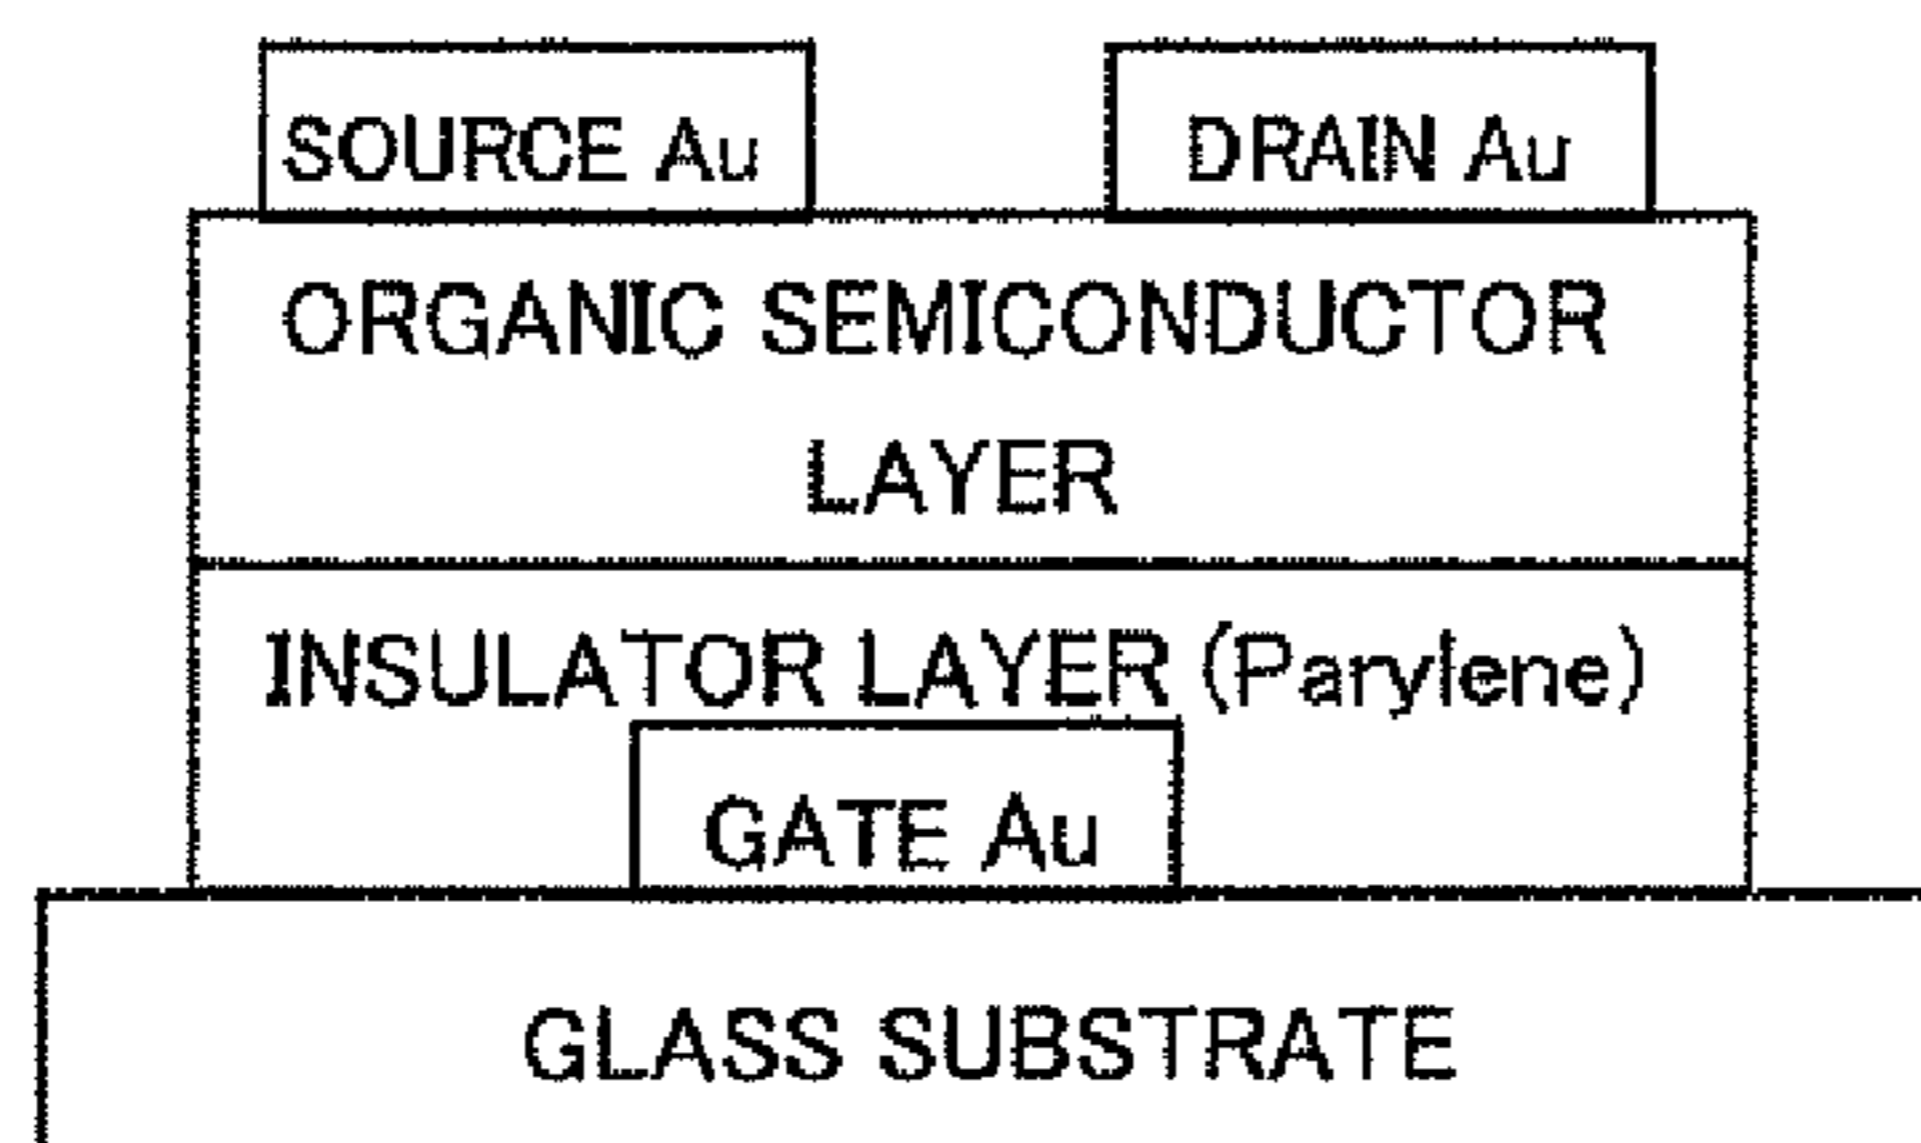 SOURCE Au
DRAIN Au
ORGANIC SEMICONDUCTOR
LAYER
INSULATOR LAYER (Parylene)
GATE Au
GLASS SUBSTRATE